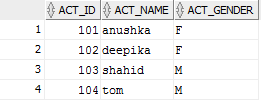 ACT_ID ACT_NAME ACT_GENDER
1 101 anushka F
2 102 deepika F
3 103 shahid M
4 104 tom M